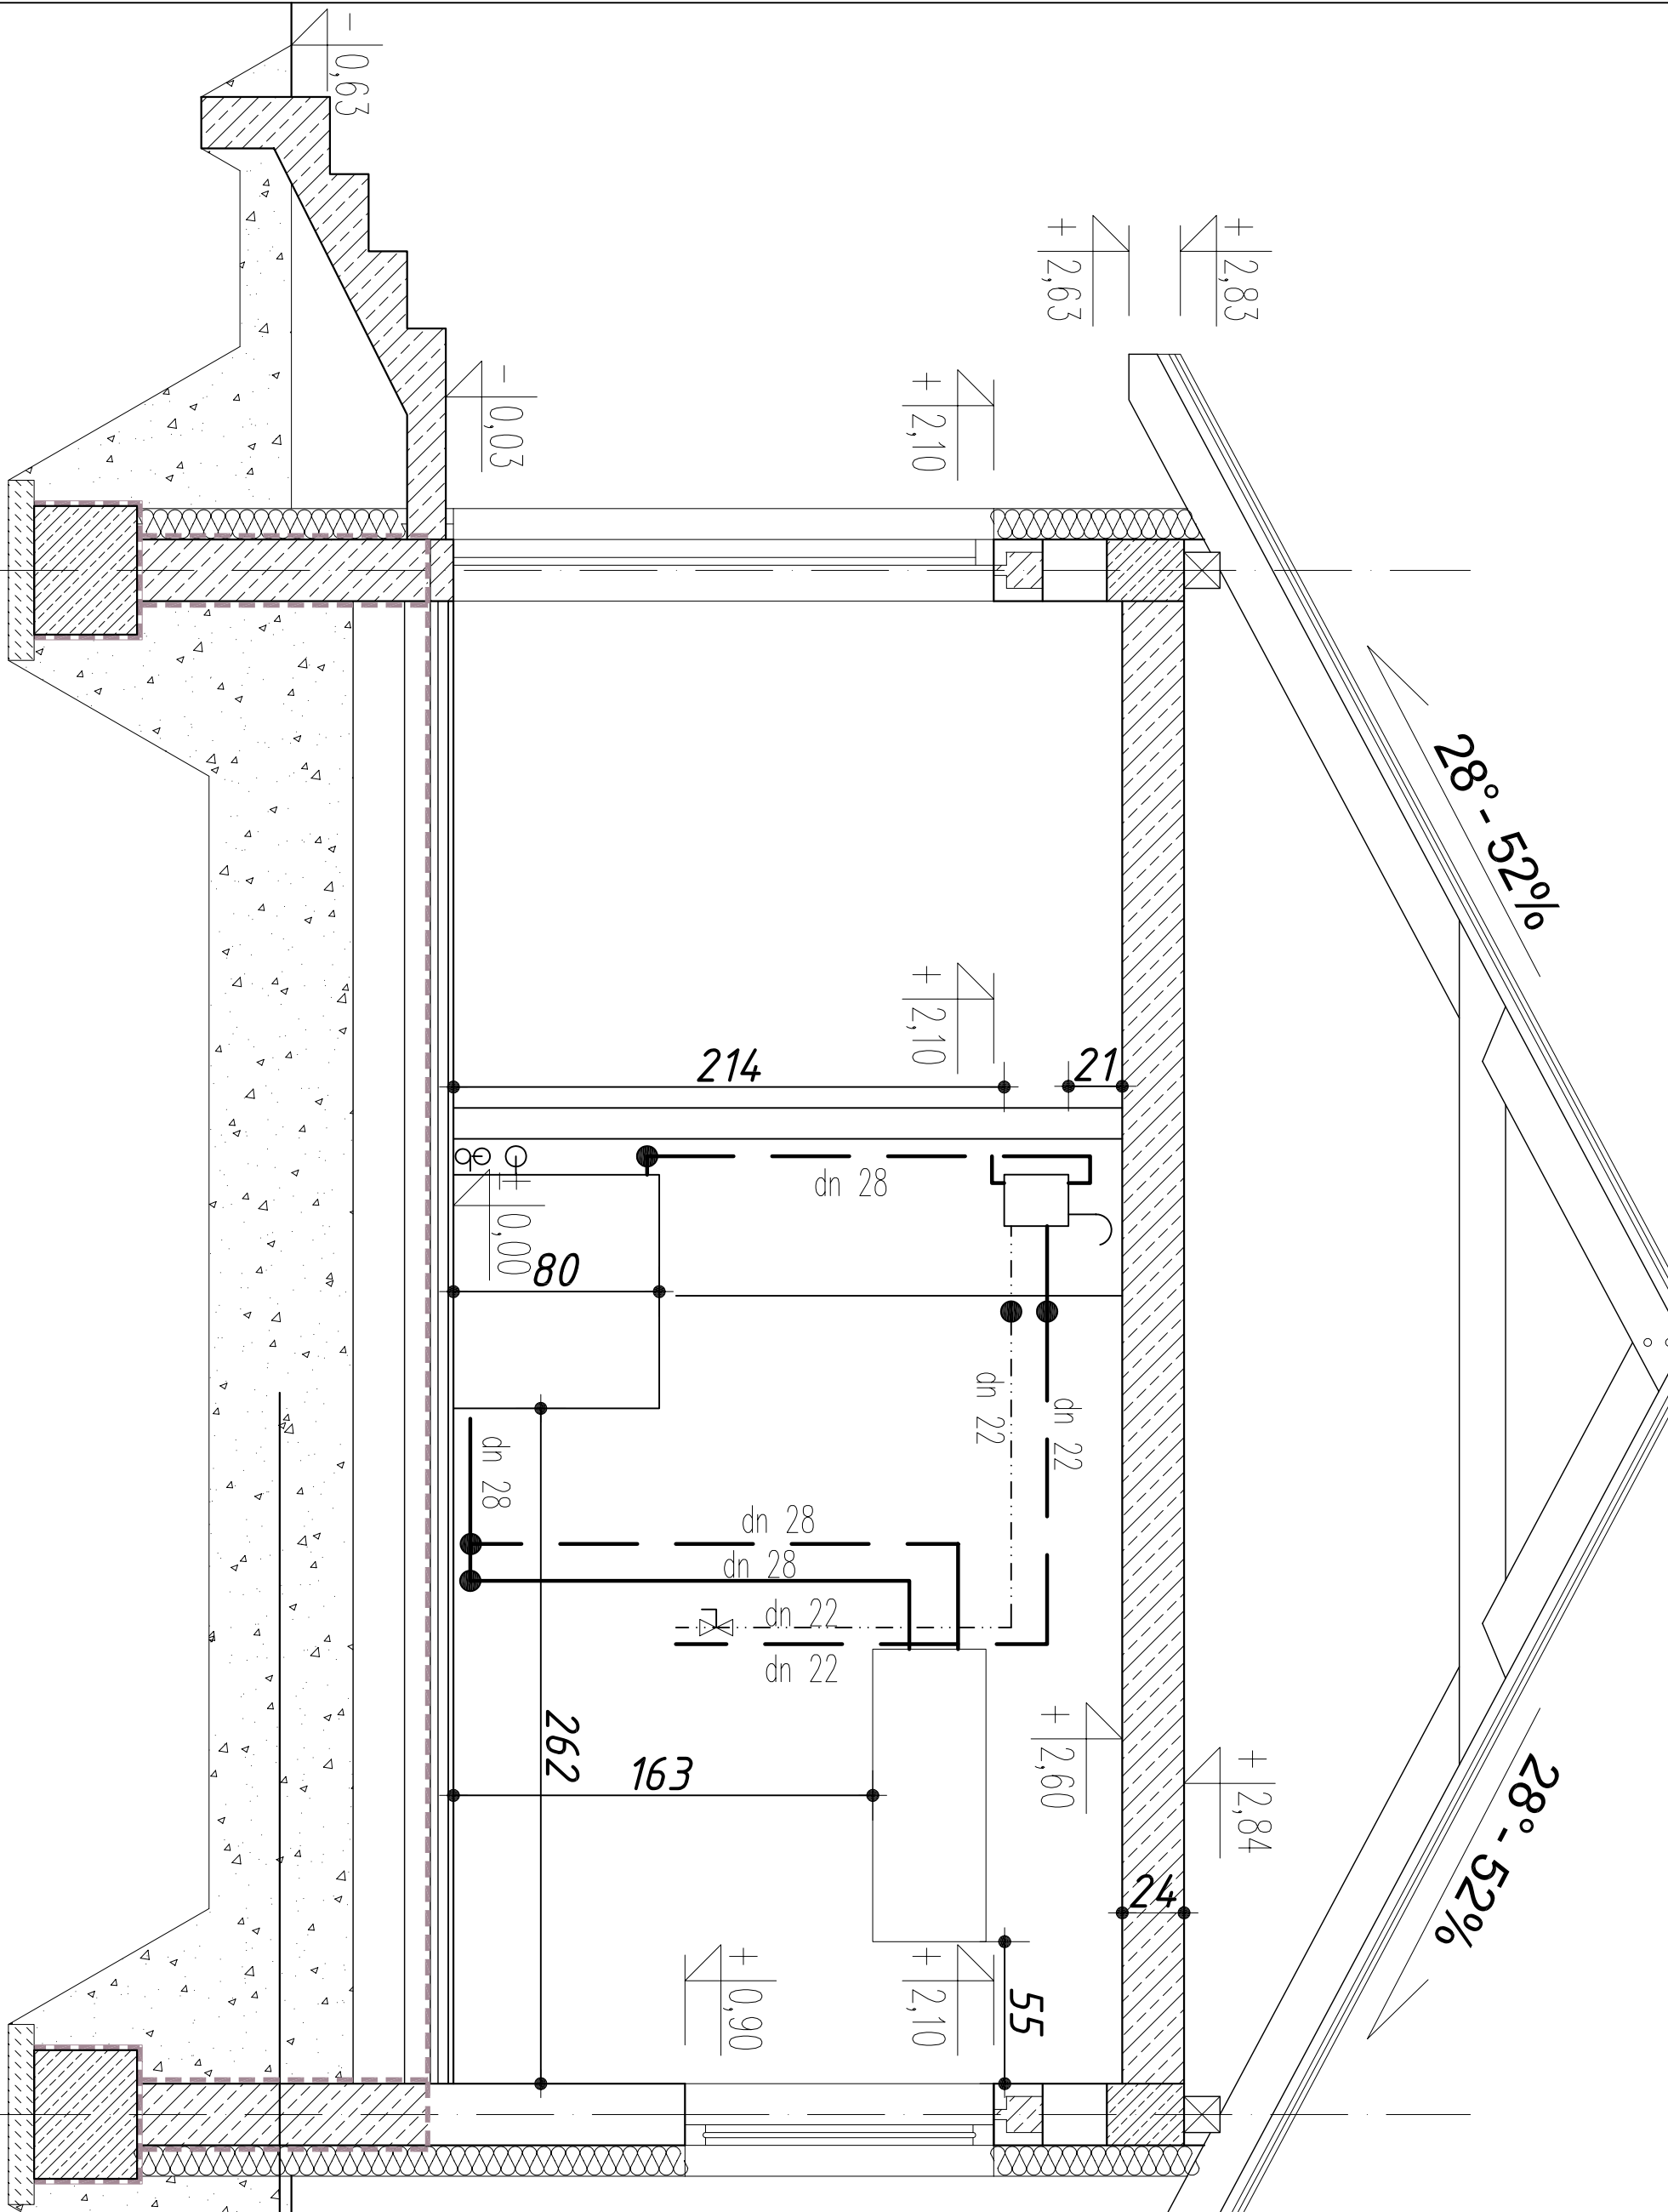 - 0,63
+ 2,83
+ 2,63
- 0,03
+ 2,10
28° - 52%
+ 2,10
214
21
dn 28
± 0,00
80
dn 22
dn 22
dn 28
dn 28
dn 28
dn 22
dn 22
262
163
+ 2,60
+ 2,84
28° - 52%
24
+ 0,90
+ 2,10
55